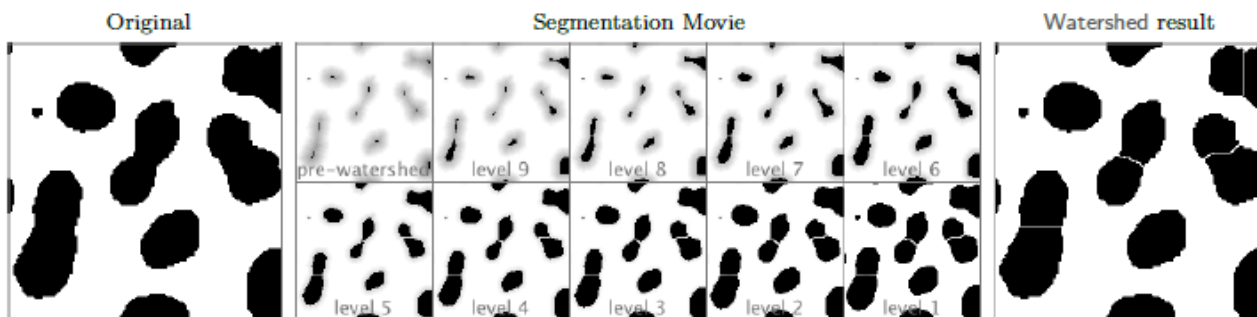 Original
Segmentation Movie
Watershed result
pre-watershed
level 9
level 8
level 7
level 6
level 5
level 4
level 3
level 2
level 1